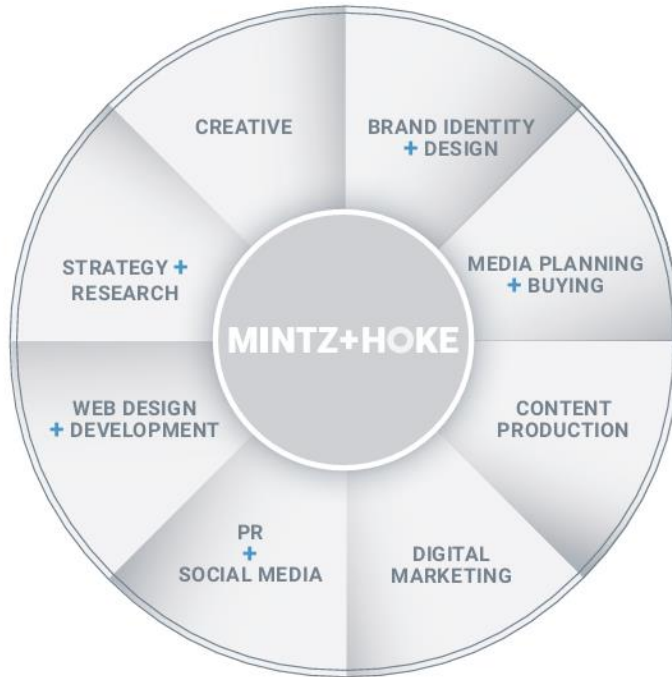 CREATIVE
BRAND IDENTITY
+ DESIGN
MEDIA PLANNING
+ BUYING
CONTENT
PRODUCTION
DIGITAL
MARKETING
PR
+
SOCIAL MEDIA
WEB DESIGN
+ DEVELOPMENT
STRATEGY +
RESEARCH
MINTZ+HOKE